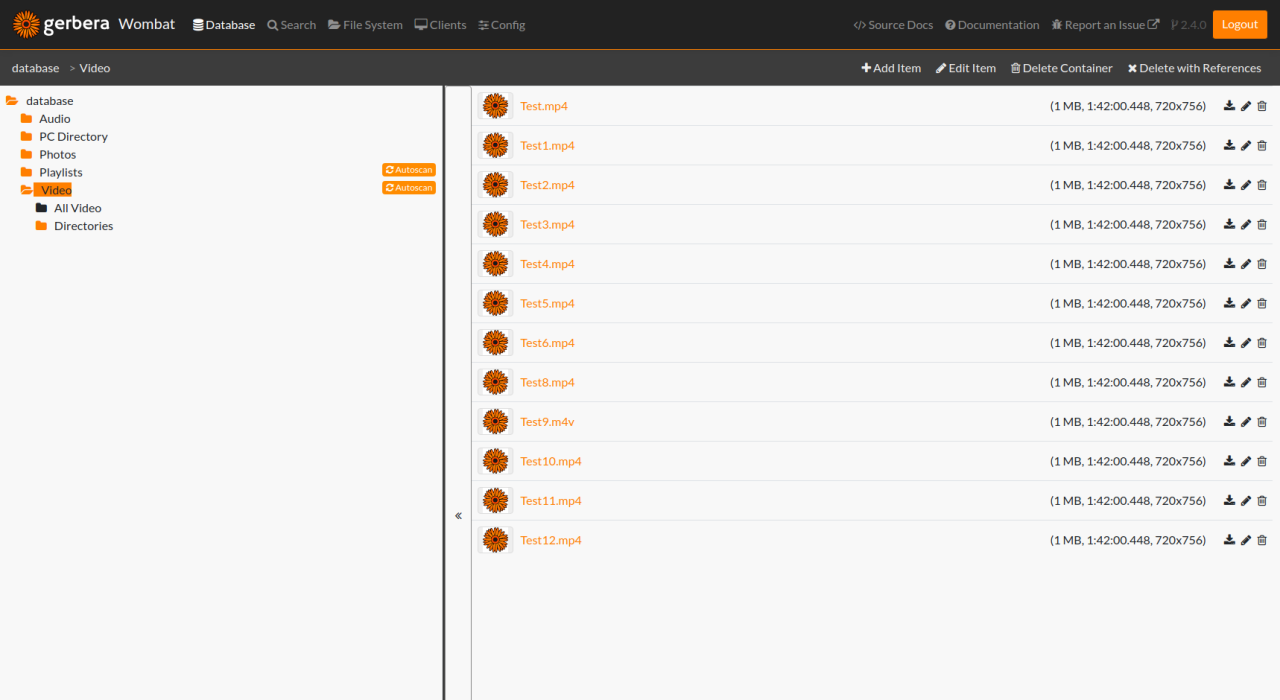 gerbera Wombat Database Search File System Clients Config Source Docs Documentation Report an Issue 2.4.0 Logout
database > Video Add Item Edit Item Delete Container Delete with References
database
Audio
PC Directory
Photos
Playlists Autoscan
Video Autoscan
All Video
Directories
«
Test.mp4 (1 MB, 1:42:00.448, 720x756)
Test1.mp4 (1 MB, 1:42:00.448, 720x756)
Test2.mp4 (1 MB, 1:42:00.448, 720x756)
Test3.mp4 (1 MB, 1:42:00.448, 720x756)
Test4.mp4 (1 MB, 1:42:00.448, 720x756)
Test5.mp4 (1 MB, 1:42:00.448, 720x756)
Test6.mp4 (1 MB, 1:42:00.448, 720x756)
Test8.mp4 (1 MB, 1:42:00.448, 720x756)
Test9.m4v (1 MB, 1:42:00.448, 720x756)
Test10.mp4 (1 MB, 1:42:00.448, 720x756)
Test11.mp4 (1 MB, 1:42:00.448, 720x756)
Test12.mp4 (1 MB, 1:42:00.448, 720x756)